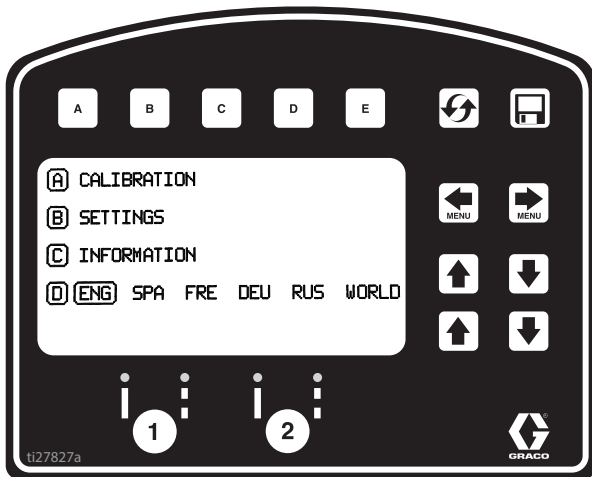 A B C D E
A CALIBRATION
MENU MENU
B SETTINGS
C INFORMATION
D ENG SPA FRE DEU RUS WORLD
1 2
ti27827a
GRACO